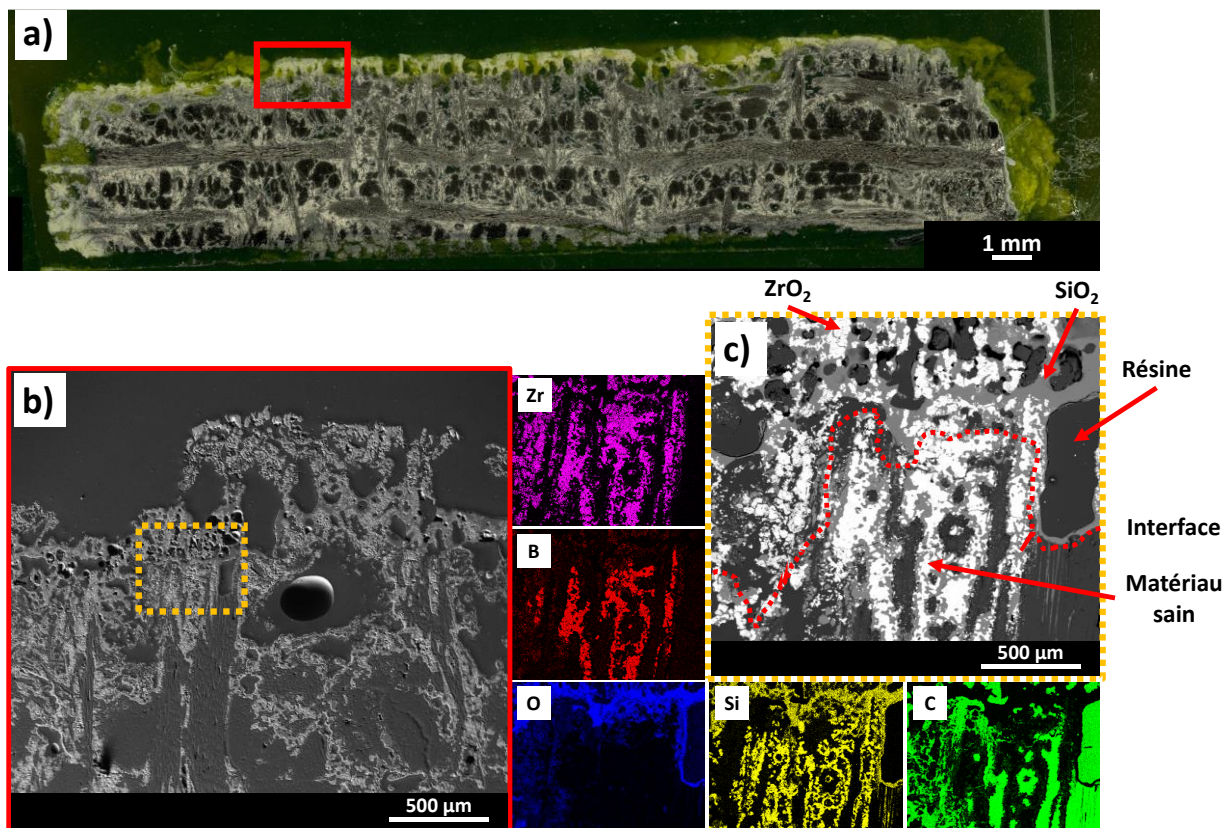 a)
1 mm
ZrO₂
SiO₂
b)
500 µm
Zr
B
O
c)
Résine
Interface
Matériau
sain
500 µm
Si
C